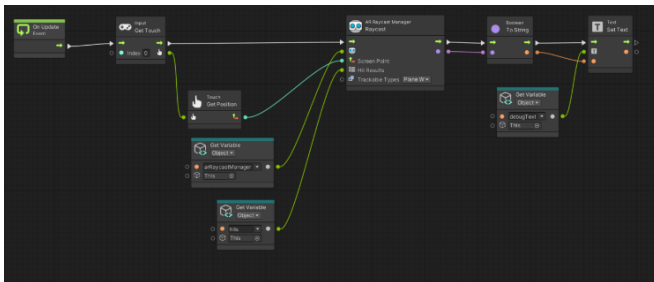 On Update
Event
Input
Get Touch
Index 0
Touch
Get Position
Get Variable
Object
arRaycastManager
This
Get Variable
Object
hits
This
AR Raycast Manager
Raycast
Screen Point
Hit Results
Trackable Types Plane W
Boolean
To String
Text
Set Text
Get Variable
Object
debugText
This